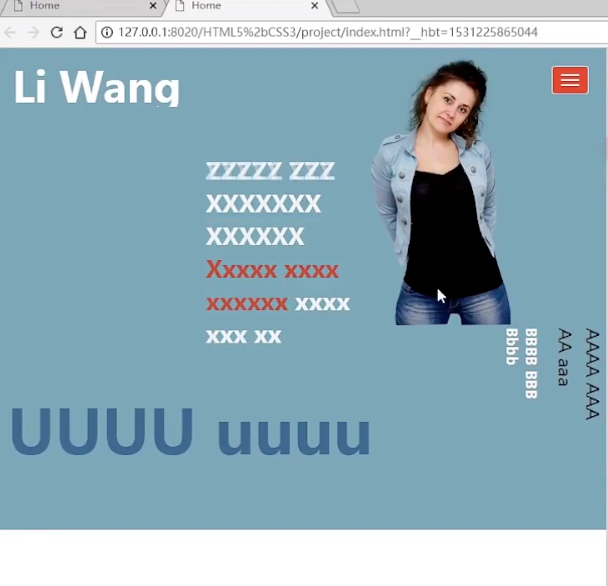 Home
Home
127.0.0.1:8020/HTML5%2bCSS3/project/index.html?__hbt=1531225865044
Li Wang
ZZZZZ ZZZ
XXXXXXX
XXXXXX
Xxxxx xxxx
xxxxxx xxxx
xxx xx
AAAA AAA
AA aaa
BBBB BBB
Bbbb
UUUU uuuu